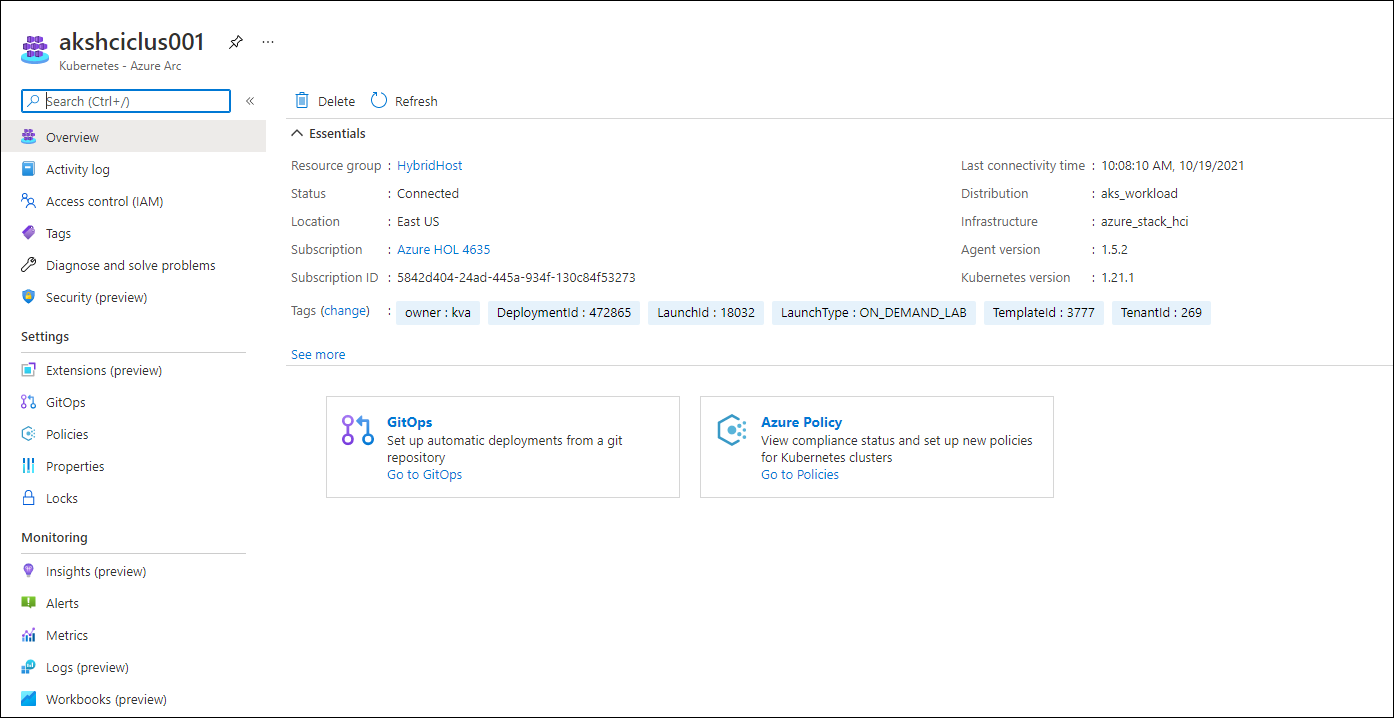 akshciclus001
Kubernetes - Azure Arc
Search (Ctrl+/)
Overview
Activity log
Access control (IAM)
Tags
Diagnose and solve problems
Security (preview)
Settings
Extensions (preview)
GitOps
Policies
Properties
Locks
Monitoring
Insights (preview)
Alerts
Metrics
Logs (preview)
Workbooks (preview)
Delete Refresh
Essentials
Resource group : HybridHost
Status : Connected
Location : East US
Subscription : Azure HOL 4635
Subscription ID : 5842d404-24ad-445a-934f-130c84f53273
Last connectivity time : 10:08:10 AM, 10/19/2021
Distribution : aks_workload
Infrastructure : azure_stack_hci
Agent version : 1.5.2
Kubernetes version : 1.21.1
Tags (change) : owner : kva DeploymentId : 472865 LaunchId : 18032 LaunchType : ON_DEMAND_LAB TemplateId : 3777 TenantId : 269
See more
GitOps
Set up automatic deployments from a git
repository
Go to GitOps
Azure Policy
View compliance status and set up new policies
for Kubernetes clusters
Go to Policies